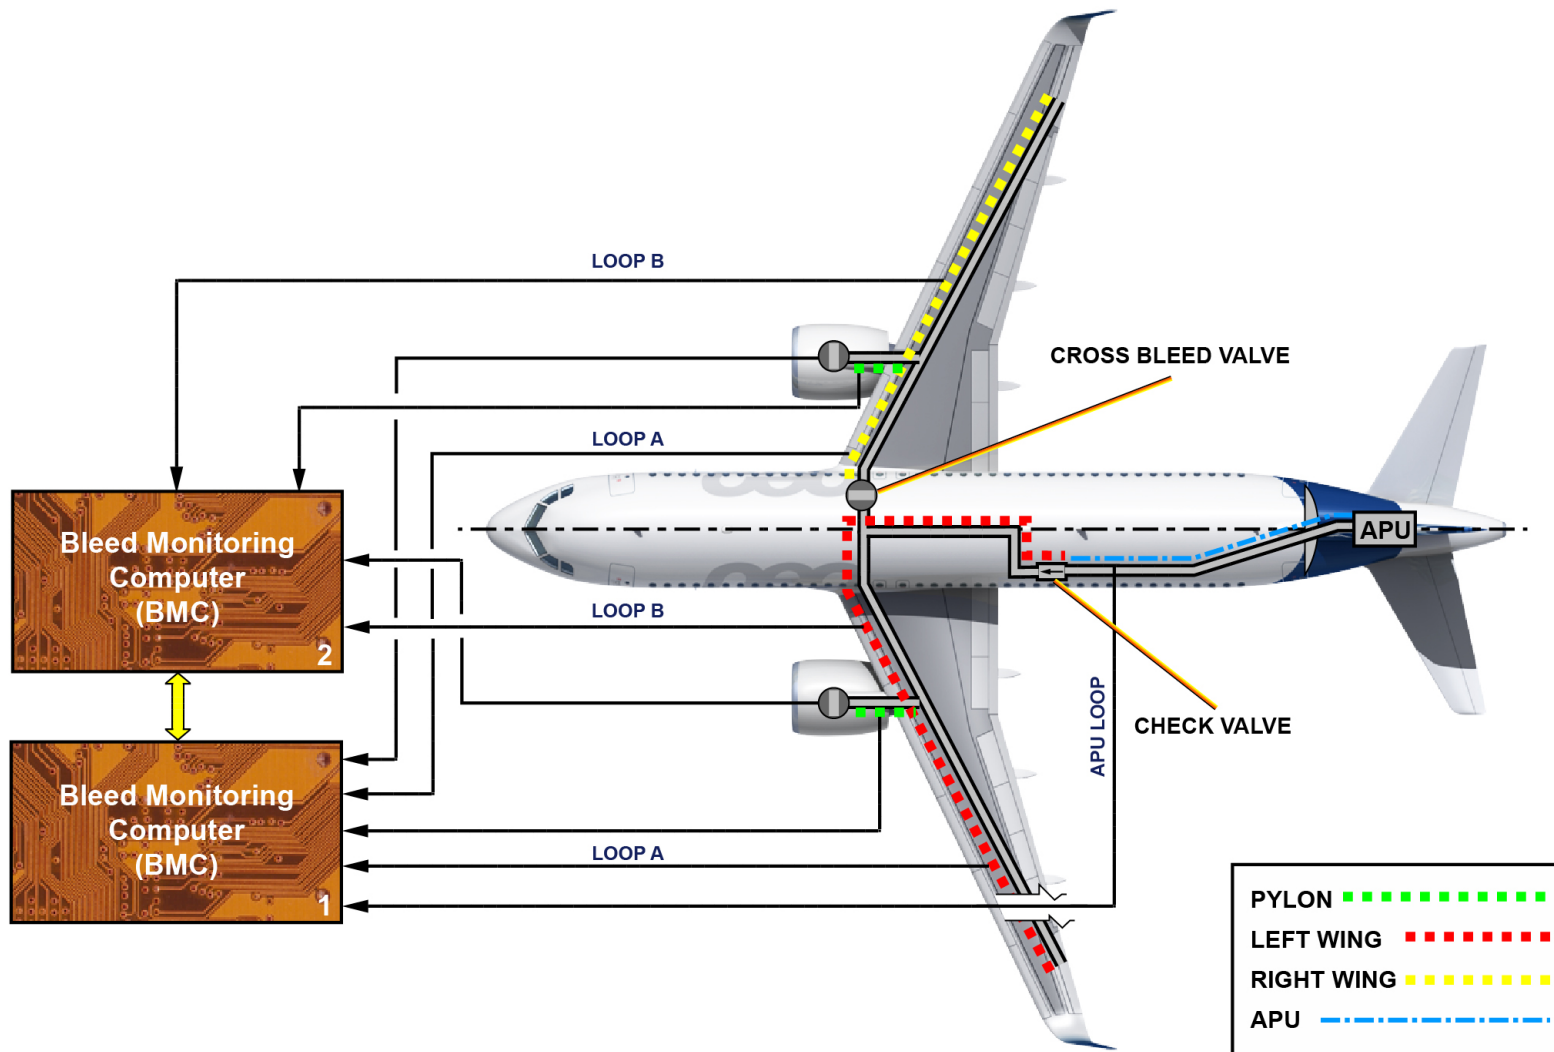 LOOP B
CROSS BLEED VALVE
LOOP A
Bleed Monitoring
Computer
(BMC)
2
APU
LOOP B
APU LOOP
CHECK VALVE
Bleed Monitoring
Computer
(BMC)
1
LOOP A
PYLON
LEFT WING
RIGHT WING
APU